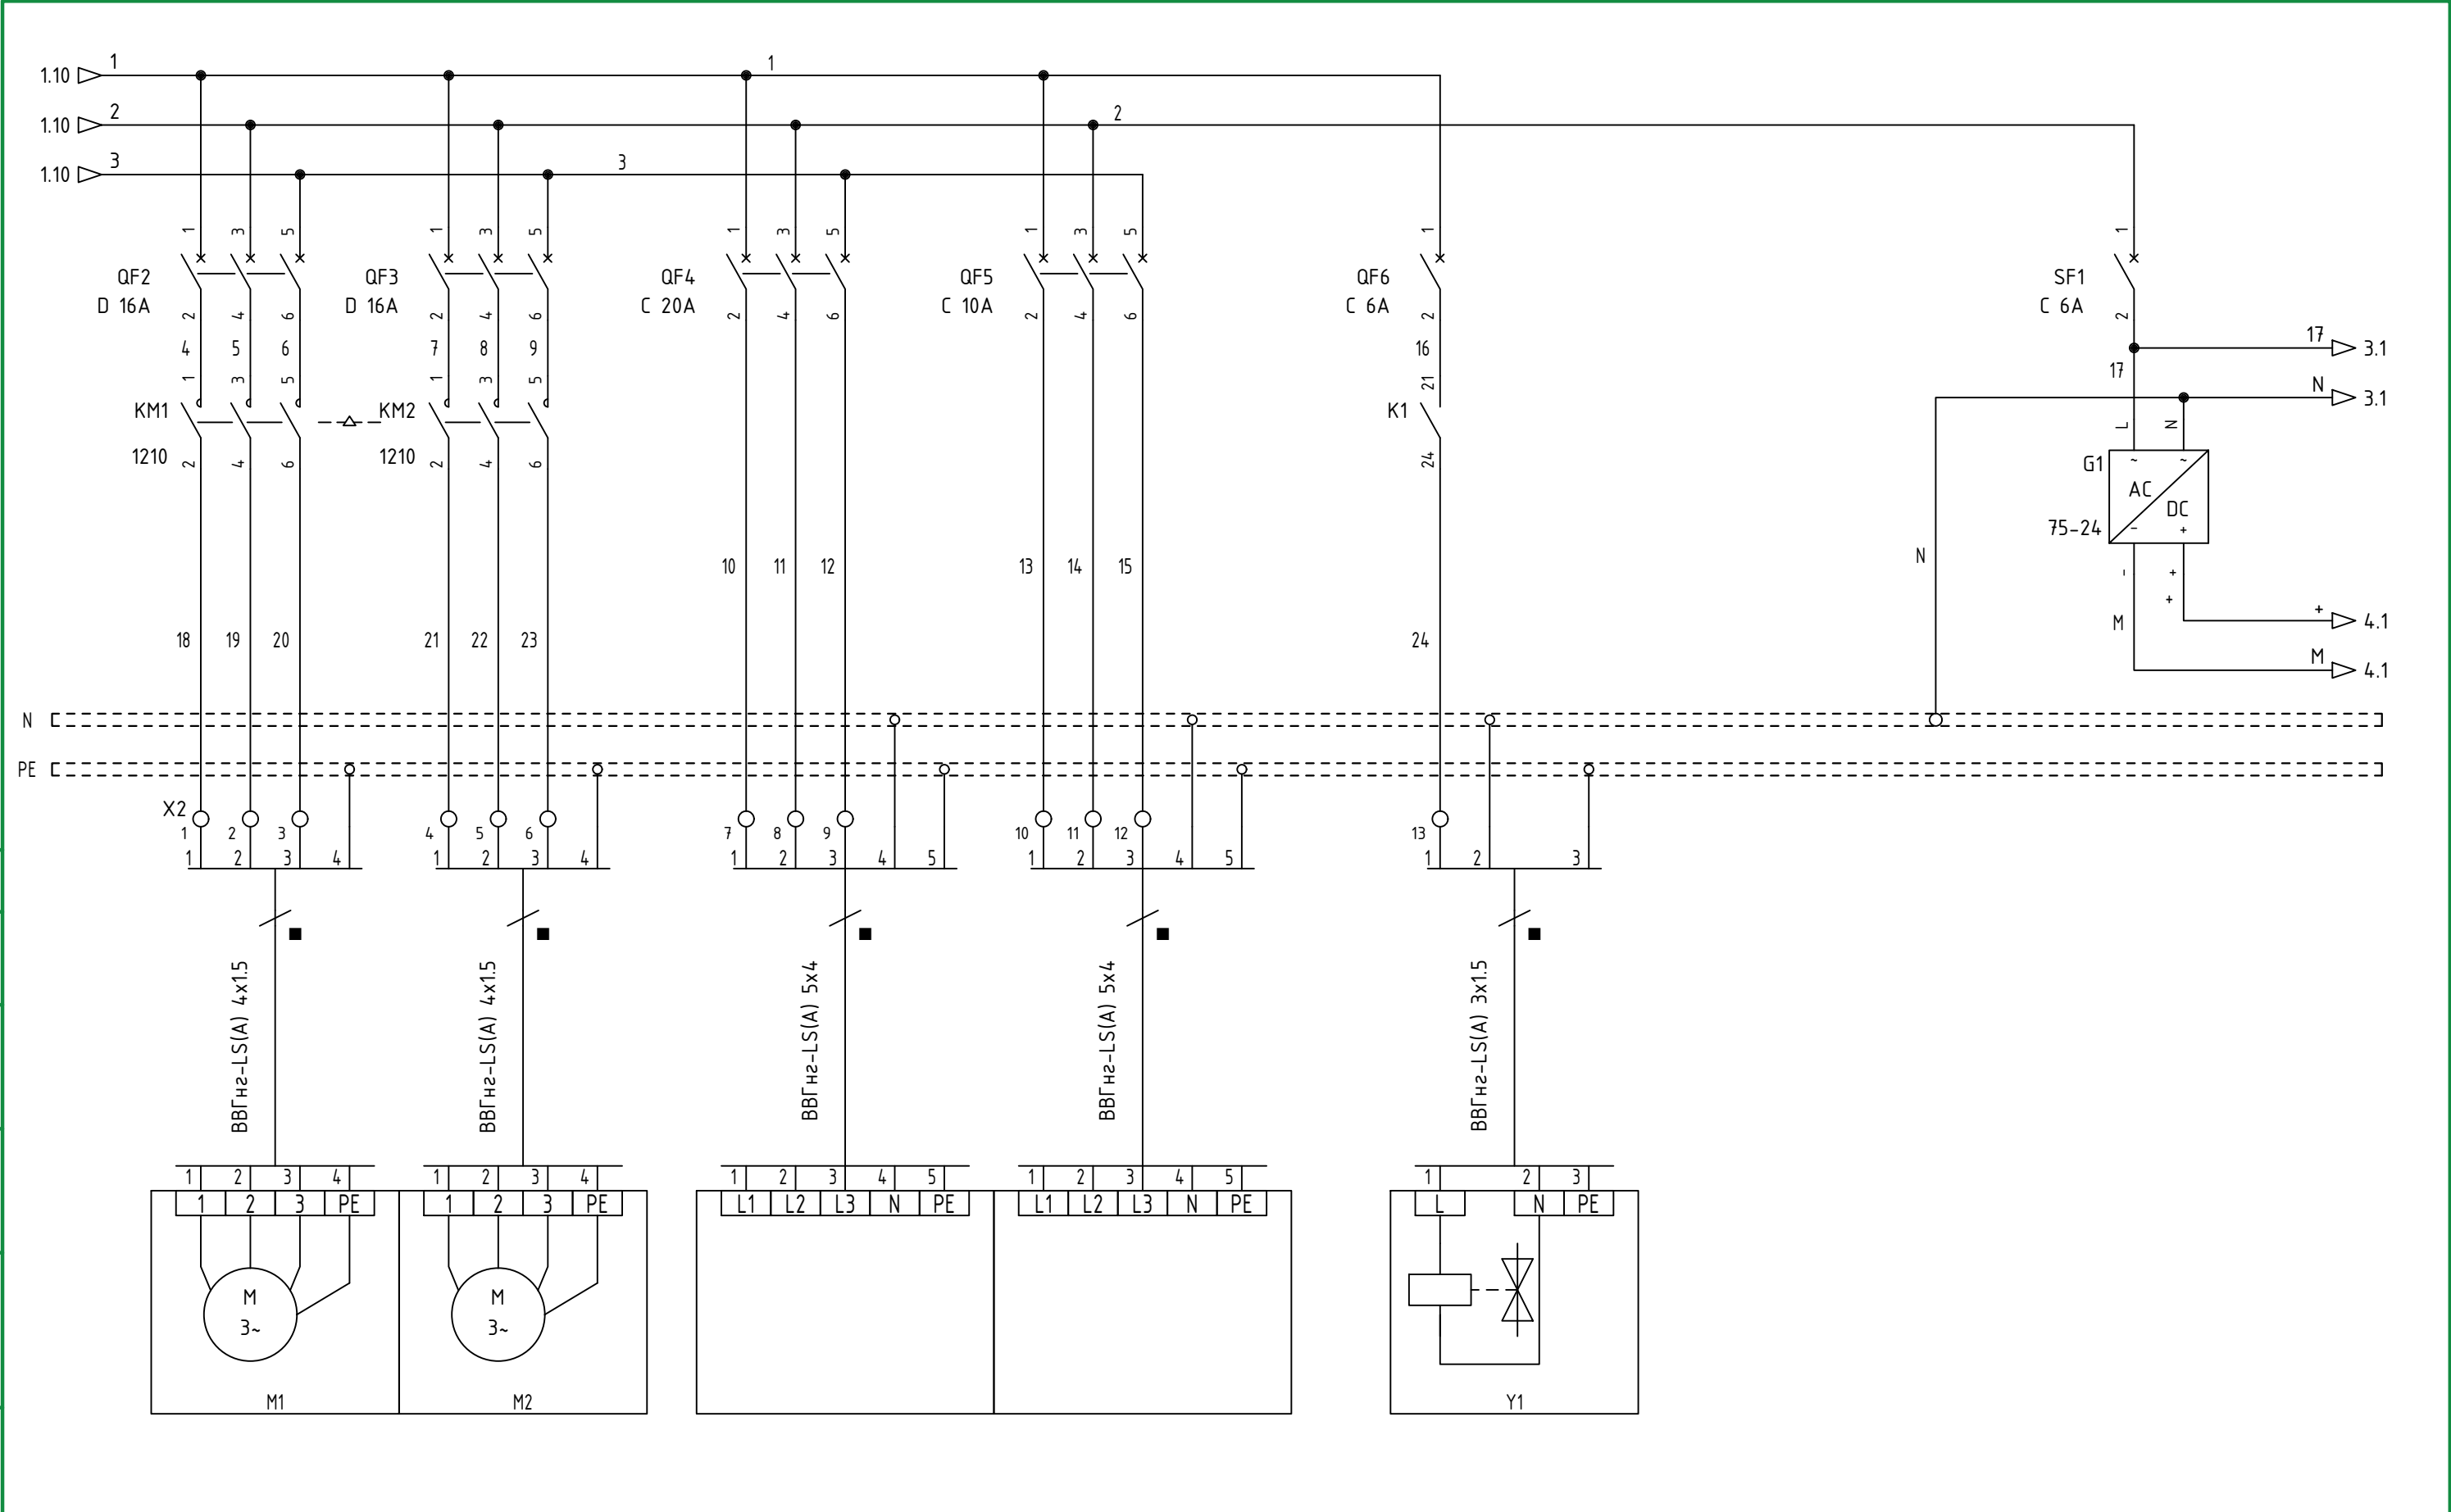 1
1
1.10
2
2
1.10
3
3
1.10
1 3 5 1 3 5 1 3 5 1 3 5 1 1
QF2 QF3 QF4 QF5 QF6 SF1
D 16A D 16A C 20A C 10A C 6A C 6A
2 4 6 2 4 6 2 4 6 2 4 6 2 2
17
4 5 6 7 8 9 16 3.1
17
1 3 5 1 3 5 21
N
3.1
KM1 KM2 K1
L N
1210 1210
2 4 6 2 4 6 24
G1 ~ ~
AC
DC
75-24 - +
N
10 11 12 13 14 15
- +
+
+
4.1
M
18 19 20 21 22 23 24
M
4.1
N
PE
X2
1 2 3 4 5 6 7 8 9 10 11 12 13
1 2 3 4 1 2 3 4 1 2 3 4 5 1 2 3 4 5 1 2 3
ВВГнг-LS(A) 4x1.5
ВВГнг-LS(A) 4x1.5
ВВГнг-LS(A) 5x4
ВВГнг-LS(A) 5x4
ВВГнг-LS(A) 3x1.5
1 2 3 4 1 2 3 4 1 2 3 4 5 1 2 3 4 5 1 2 3
1 2 3 PE 1 2 3 PE L1 L2 L3 N PE L1 L2 L3 N PE L N PE
M M
3~ 3~
M1 M2 Y1